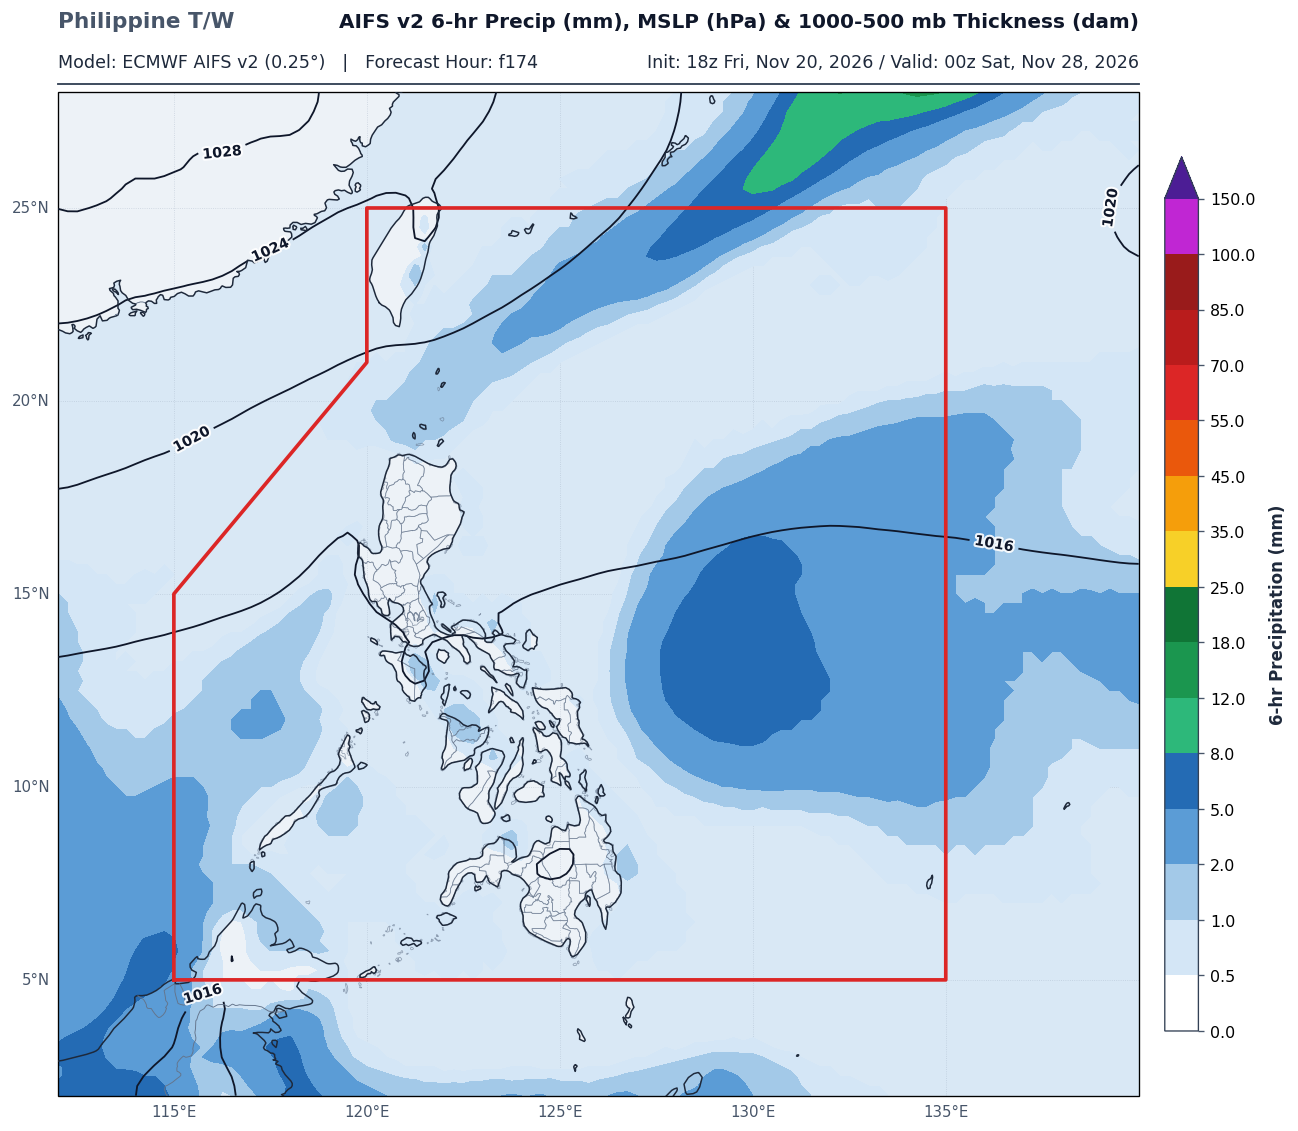 Philippine T/W
AIFS v2 6-hr Precip (mm), MSLP (hPa) & 1000-500 mb Thickness (dam)
Model: ECMWF AIFS v2 (0.25°) | Forecast Hour: f174
Init: 18z Fri, Nov 20, 2026 / Valid: 00z Sat, Nov 28, 2026
1028
1024
1020
1020
1016
1016
25°N
20°N
15°N
10°N
5°N
115°E
120°E
125°E
130°E
135°E
150.0
100.0
85.0
70.0
55.0
45.0
35.0
25.0
18.0
12.0
8.0
5.0
2.0
1.0
0.5
0.0
6-hr Precipitation (mm)